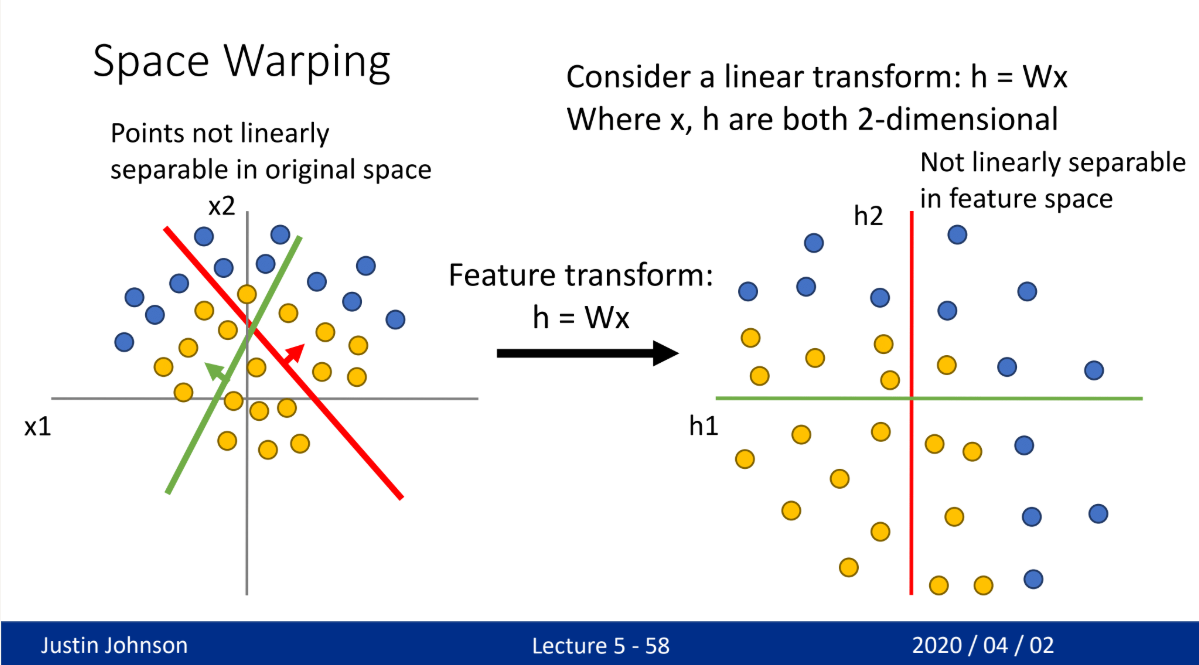 Space Warping
Consider a linear transform: h = Wx
Where x, h are both 2-dimensional
Points not linearly
separable in original space
Not linearly separable
in feature space
x2
h2
Feature transform:
h = Wx
x1
h1
Justin Johnson
Lecture 5 - 58
2020 / 04 / 02